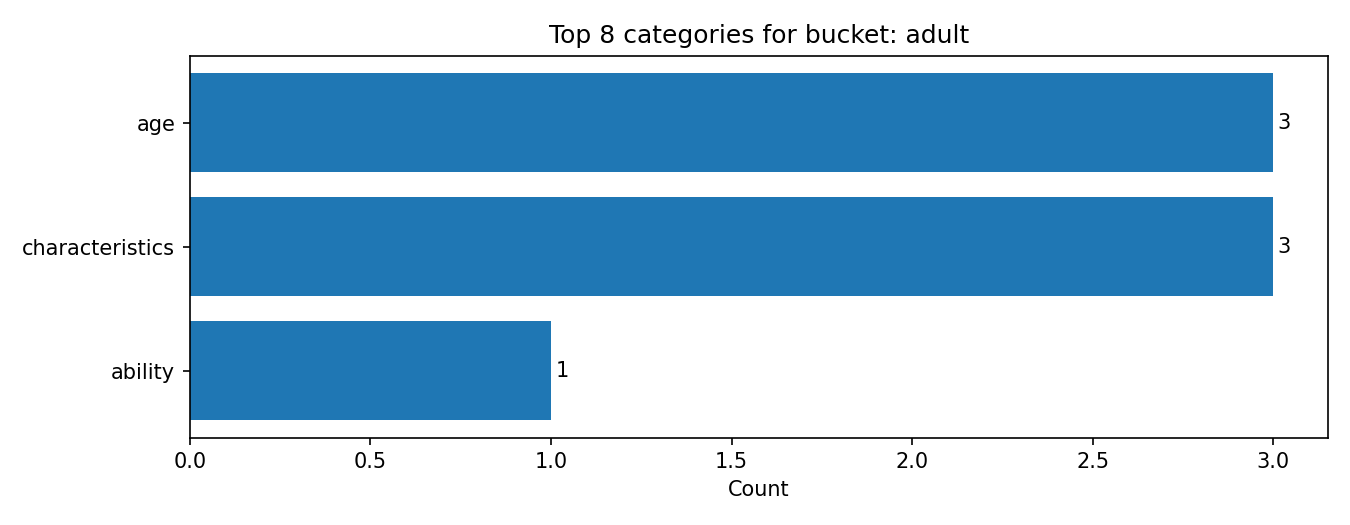 Top 8 categories for bucket: adult
age
3
characteristics
3
ability
1
0.0 0.5 1.0 1.5 2.0 2.5 3.0
Count